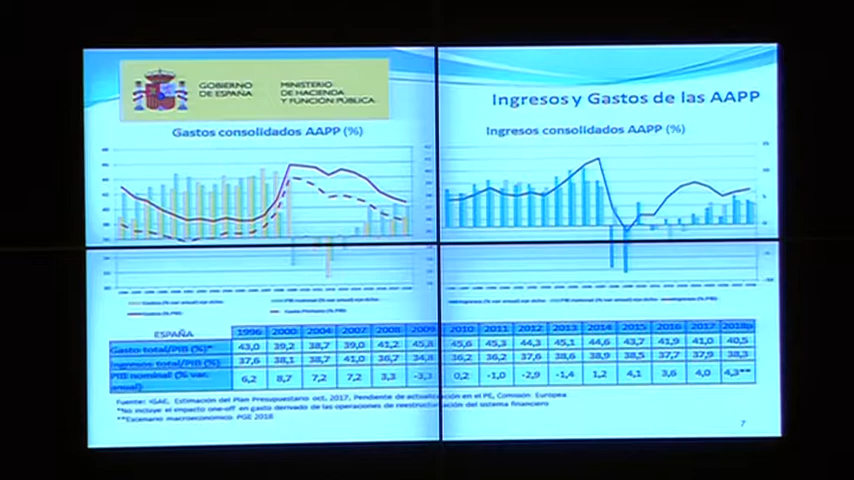 GOBIERNO
DE ESPAÑA
MINISTERIO
DE HACIENDA
Y FUNCIÓN PÚBLICA
Ingresos y Gastos de las AAPP
Gastos consolidados AAPP (%)
Ingresos consolidados AAPP (%)
ESPAÑA 1996 2000 2004 2007 2008 2009 2010 2011 2012 2013 2014 2015 2016 2017 2018p
Gasto total/PIB (%)* 43,0 39,2 38,7 39,0 41,2 45,8 45,6 45,3 44,3 45,1 44,6 43,7 41,9 41,0 40,5
Ingresos total/PIB (%) 37,6 38,1 38,7 41,0 36,7 34,8 36,2 36,2 37,6 38,6 38,9 38,5 37,7 37,9 38,3
PIB nominal (% var. anual) 6,2 8,7 7,2 7,2 3,3 -3,3 0,2 -1,0 -2,9 -1,4 1,2 4,1 3,6 4,0 4,3**
Fuente: IGAE, Estimación del Plan Presupuestario oct. 2017, Pendente de actualización en el PE, Comisión Europea
*No incluye el impacto one-off en gasto derivado de las operaciones de reestructuración del sistema financiero
**Escenario macroeconómico PGE 2018
7